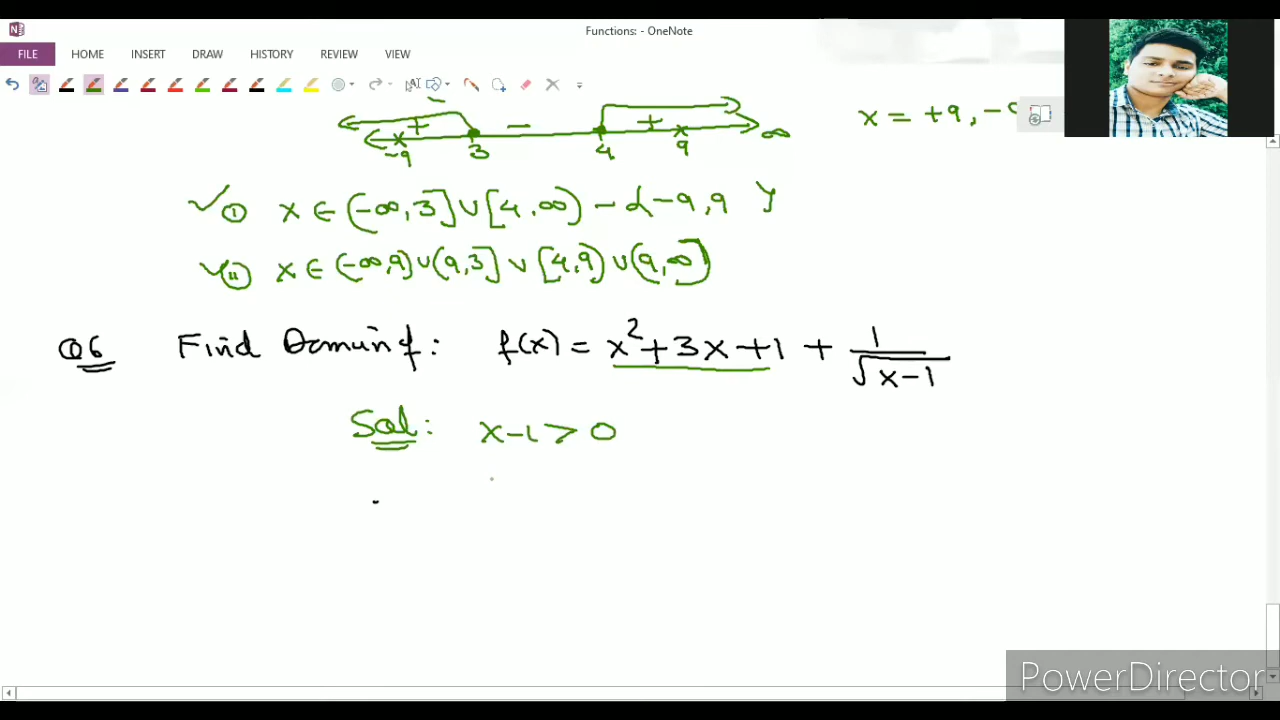 Functions: - OneNote
FILE HOME INSERT DRAW HISTORY REVIEW VIEW
+ - + ∞
-9 3 4 9
x = +9, -9
① x ∈ (-∞, 3] ∪ [4, ∞) - {-9, 9}
② x ∈ (-∞, 9) ∪ (9, 3] ∪ [4, 9) ∪ (9, ∞]
Q6 Find Domain of: f(x) = x² + 3x + 1 + 1/√(x-1)
Sol: x-1 > 0
PowerDirector